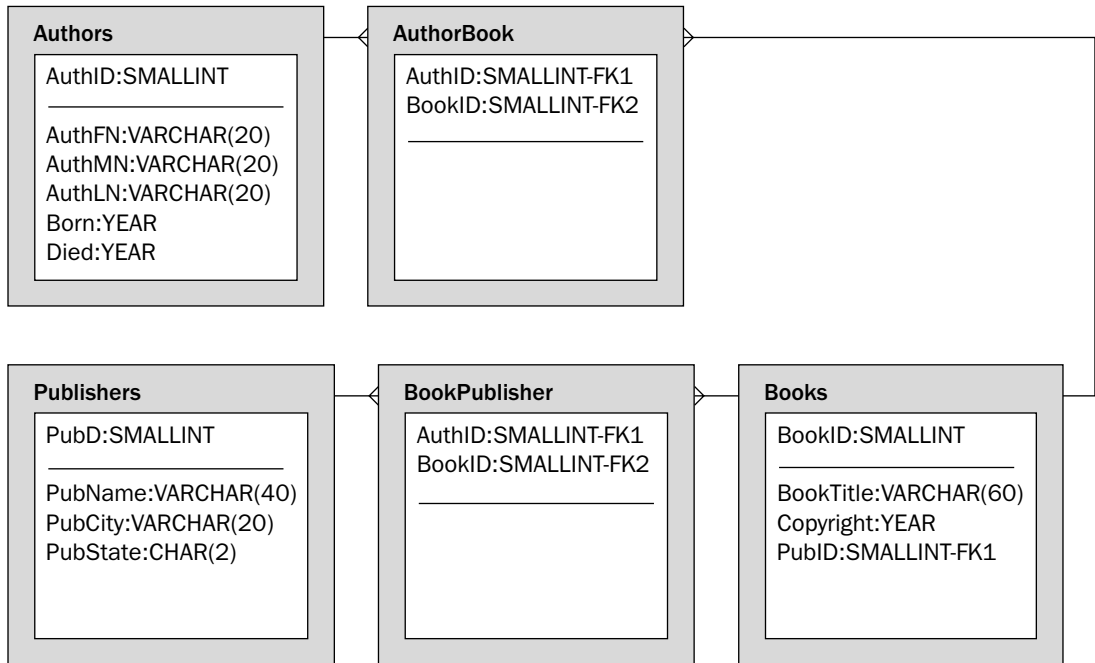 Authors
AuthID:SMALLINT
AuthFN:VARCHAR(20)
AuthMN:VARCHAR(20)
AuthLN:VARCHAR(20)
Born:YEAR
Died:YEAR
AuthorBook
AuthID:SMALLINT-FK1
BookID:SMALLINT-FK2
Publishers
PubD:SMALLINT
PubName:VARCHAR(40)
PubCity:VARCHAR(20)
PubState:CHAR(2)
BookPublisher
AuthID:SMALLINT-FK1
BookID:SMALLINT-FK2
Books
BookID:SMALLINT
BookTitle:VARCHAR(60)
Copyright:YEAR
PubID:SMALLINT-FK1